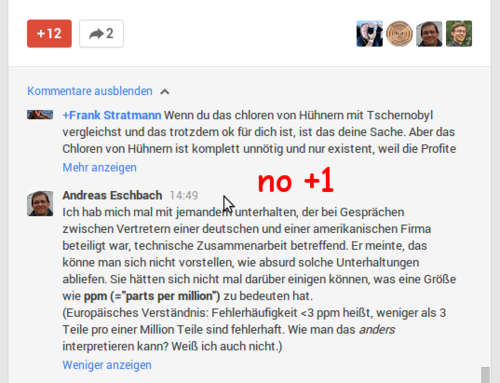 +12
2
Kommentare ausblenden
+Frank Stratmann Wenn du das chloren von Hühnern mit Tschernobyl
vergleichst und das trotzdem ok für dich ist, ist das deine Sache. Aber das
Chloren von Hühnern ist komplett unnötig und nur existent, weil die Profite
Mehr anzeigen
no +1
Andreas Eschbach 14:49
Ich hab mich mal mit jemandem unterhalten, der bei Gesprächen
zwischen Vertretern einer deutschen und einer amerikanischen Firma
beteiligt war, technische Zusammenarbeit betreffend. Er meinte, das
könne man sich nicht vorstellen, wie absurd solche Unterhaltungen
abliefen. Sie hätten sich nicht mal darüber einigen können, was eine Größe
wie ppm (="parts per million") zu bedeuten hat.
(Europäisches Verständnis: Fehlerhäufigkeit <3 ppm heißt, weniger als 3
Teile pro einer Million Teile sind fehlerhaft. Wie man das anders
interpretieren kann? Weiß ich auch nicht.)
Weniger anzeigen